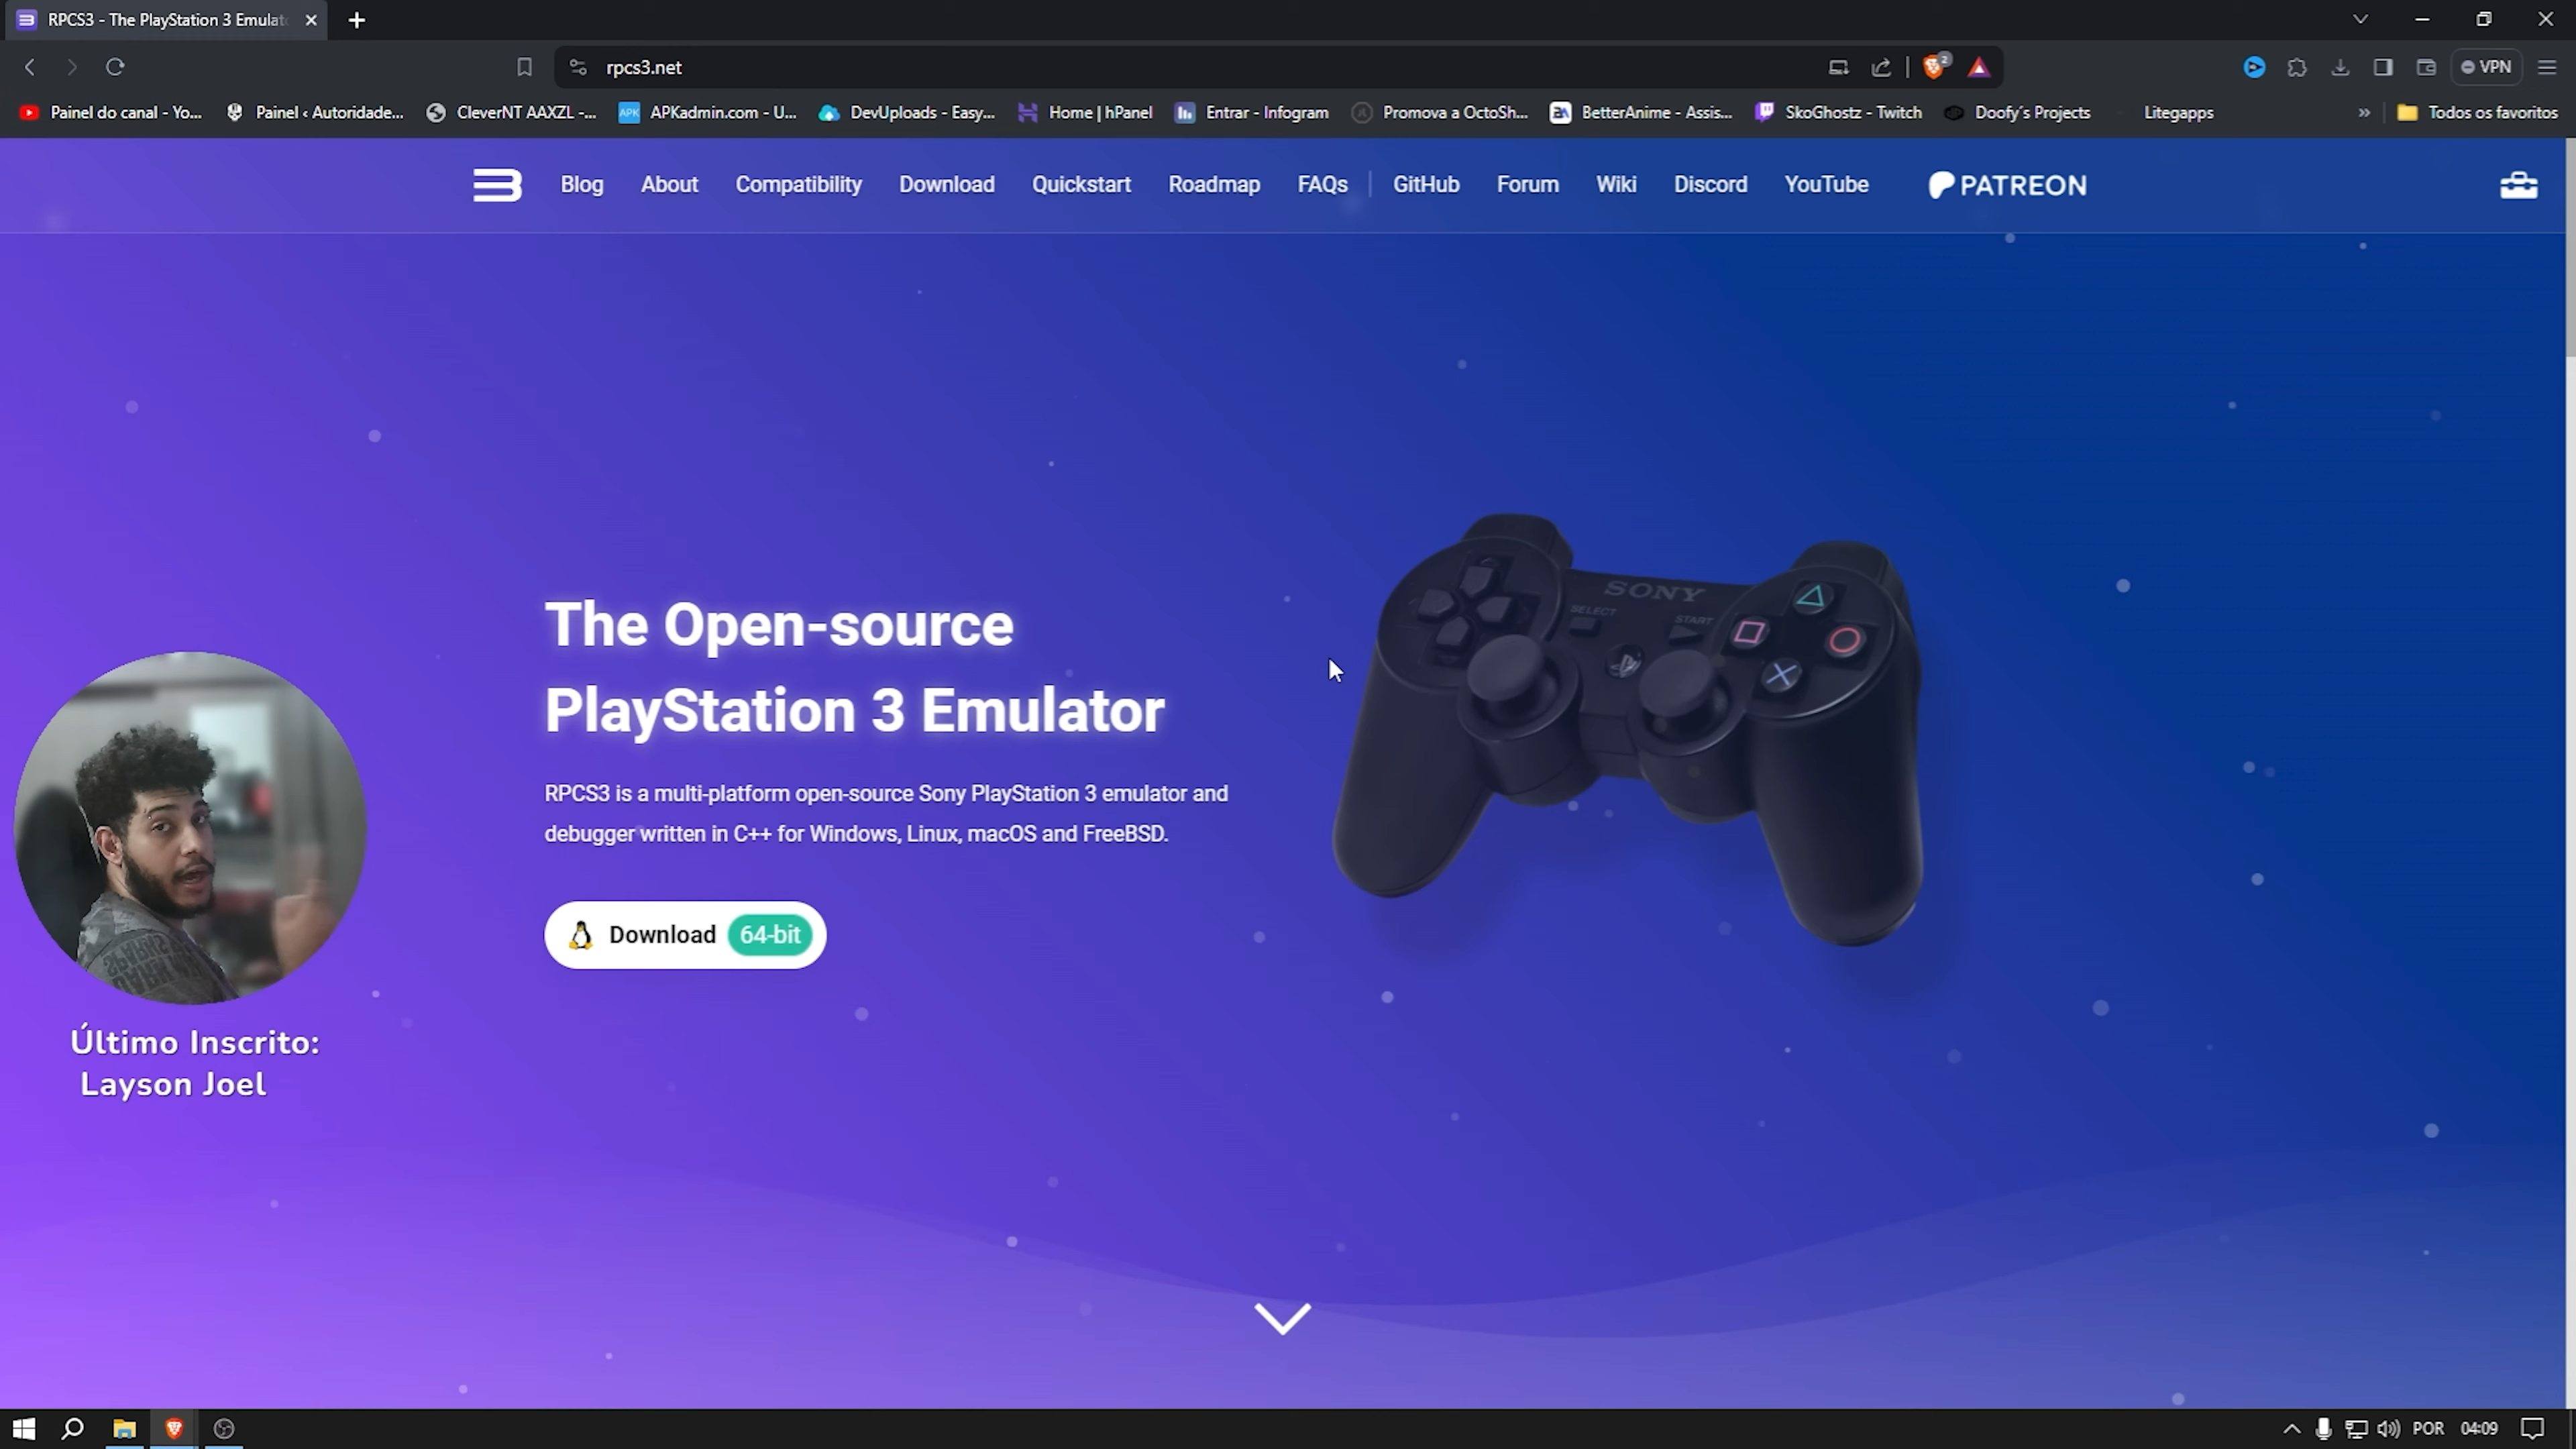 RPCS3 - The PlayStation 3 Emulat
rpcs3.net
2
VPN
Painel do canal - Yo...
Painel ‹ Autoridade...
CleverNT AAXZL -...
APK
APKadmin.com - U...
DevUploads - Easy...
Home | hPanel
Entrar - Infogram
Promova a OctoSh...
BetterAnime - Assis...
SkoGhostz - Twitch
Doofy´s Projects
Litegapps
»
Todos os favoritos
Blog
About
Compatibility
Download
Quickstart
Roadmap
FAQs
GitHub
Forum
Wiki
Discord
YouTube
PATREON
SONY
SELECT
START
The Open-source
PlayStation 3 Emulator
RPCS3 is a multi-platform open-source Sony PlayStation 3 emulator and
debugger written in C++ for Windows, Linux, macOS and FreeBSD.
Download 64-bit
Último Inscrito:
Layson Joel
POR
04:09